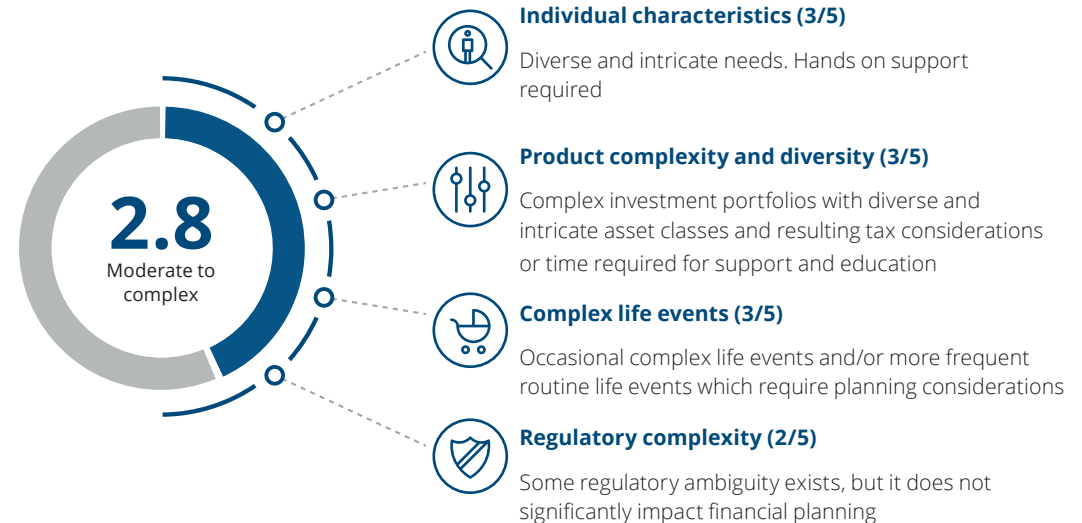 2.8
Moderate to
complex
Individual characteristics (3/5)
Diverse and intricate needs. Hands on support
required
Product complexity and diversity (3/5)
Complex investment portfolios with diverse and
intricate asset classes and resulting tax considerations
or time required for support and education
Complex life events (3/5)
Occasional complex life events and/or more frequent
routine life events which require planning considerations
Regulatory complexity (2/5)
Some regulatory ambiguity exists, but it does not
significantly impact financial planning